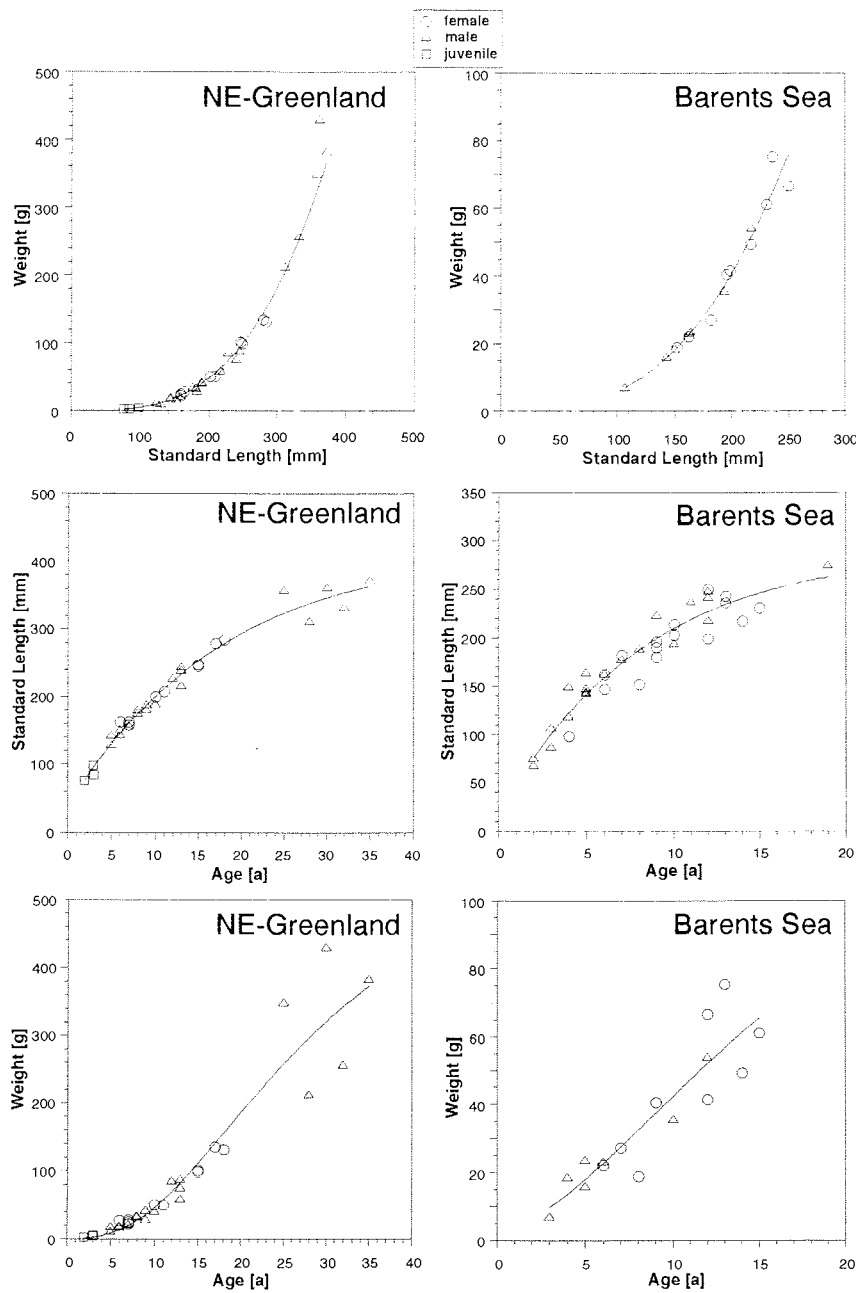 female
male
juvenile
NE-Greenland
500
400
300
200
100
0
Weight [g]
0 100 200 300 400 500
Standard Length [mm]
Barents Sea
100
80
60
40
20
0
Weight [g]
0 50 100 150 200 250 300
Standard Length [mm]
NE-Greenland
500
400
300
200
100
0
Standard Length [mm]
0 5 10 15 20 25 30 35 40
Age [a]
Barents Sea
350
300
250
200
150
100
50
0
Standard Length [mm]
0 5 10 15 20
Age [a]
NE-Greenland
500
400
300
200
100
0
Weight [g]
0 5 10 15 20 25 30 35 40
Age [a]
Barents Sea
100
80
60
40
20
0
Weight [g]
0 5 10 15 20
Age [a]